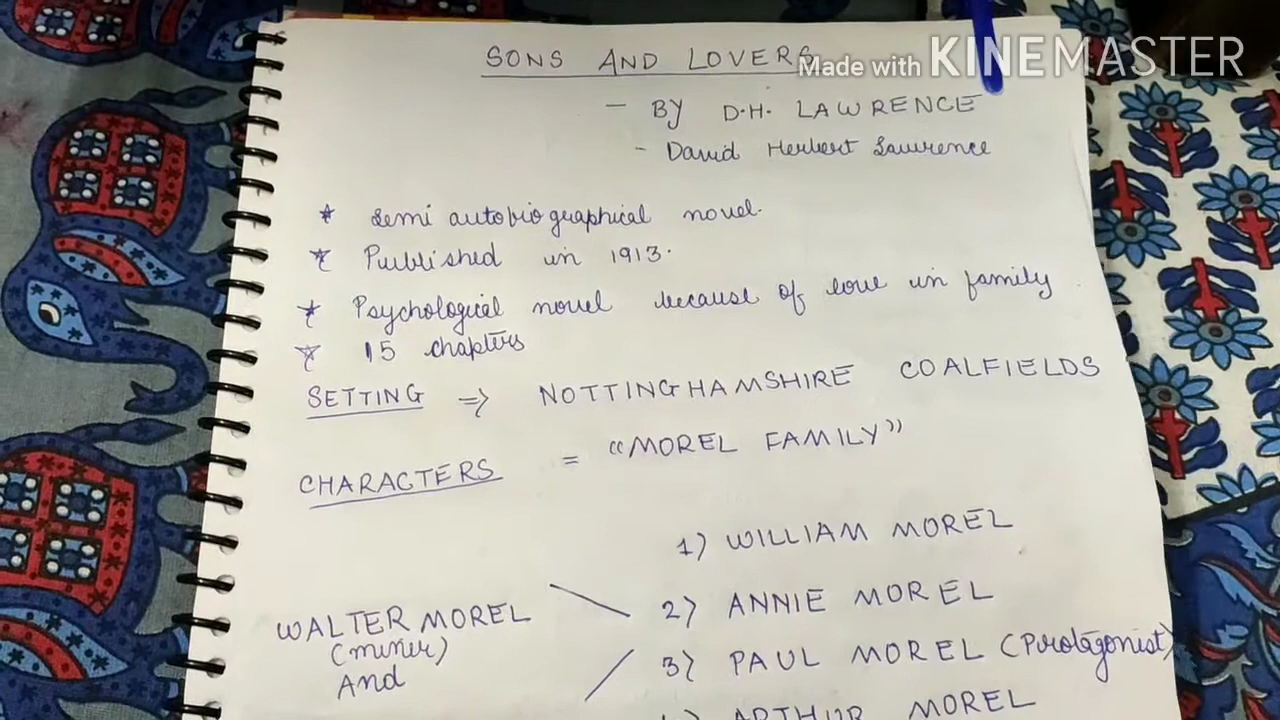 SONS AND LOVERS
Made with KINEMASTER
- BY D.H. LAWRENCE
- David Herbert Lawrence
* Semi autobiographical novel.
* Published in 1913.
* Psychological novel because of love in family.
* 15 chapters
SETTING => NOTTINGHAMSHIRE COALFIELDS
CHARACTERS = "MOREL FAMILY"
1) WILLIAM MOREL
2) ANNIE MOREL
WALTER MOREL
(miner)
3) PAUL MOREL (Protagonist)
And
4) ARTHUR MOREL